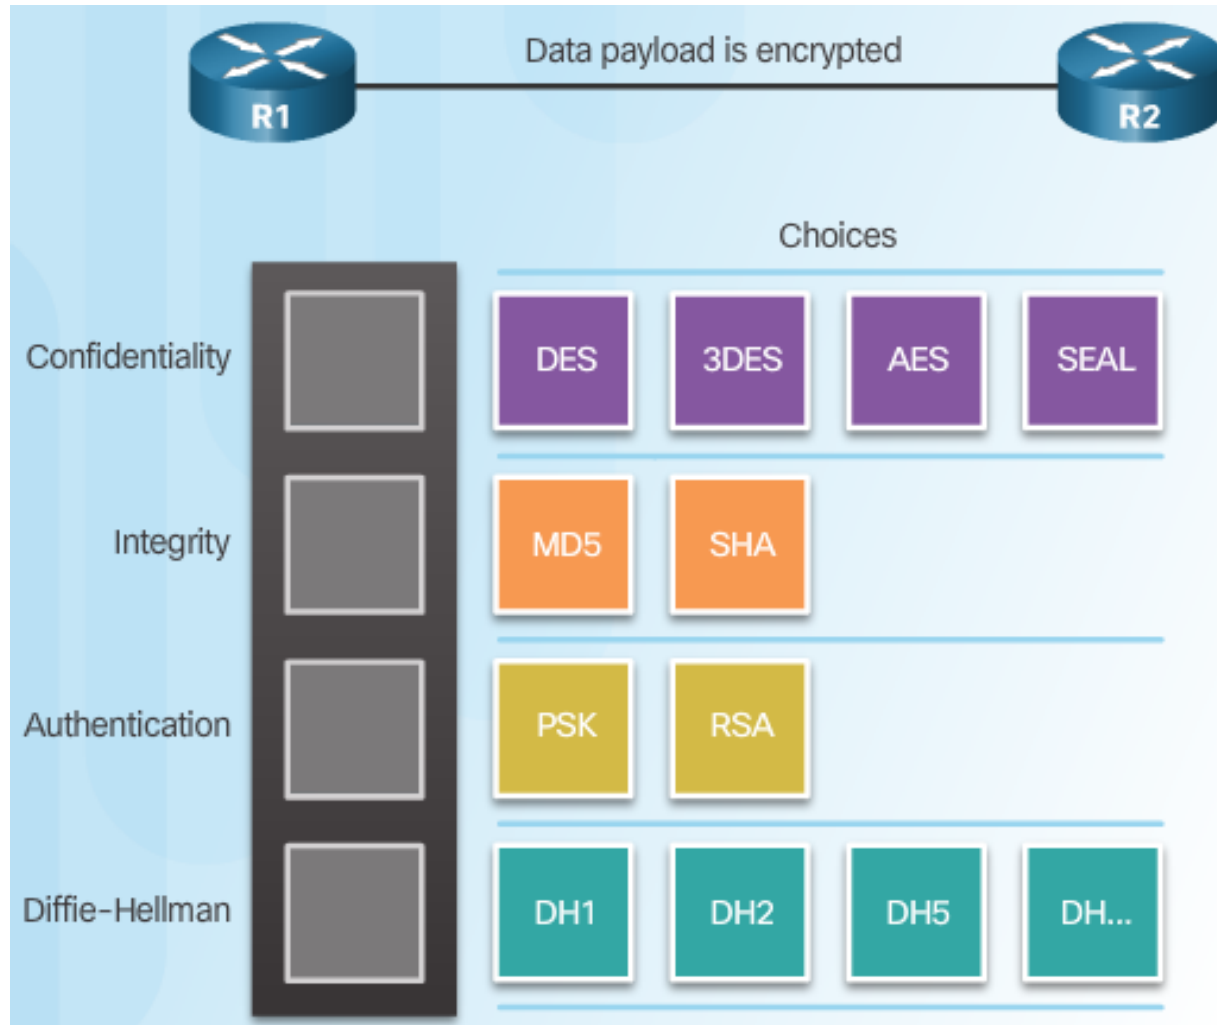 Data payload is encrypted
R1
R2
Choices
Confidentiality
DES
3DES
AES
SEAL
Integrity
MD5
SHA
Authentication
PSK
RSA
Diffie-Hellman
DH1
DH2
DH5
DH...